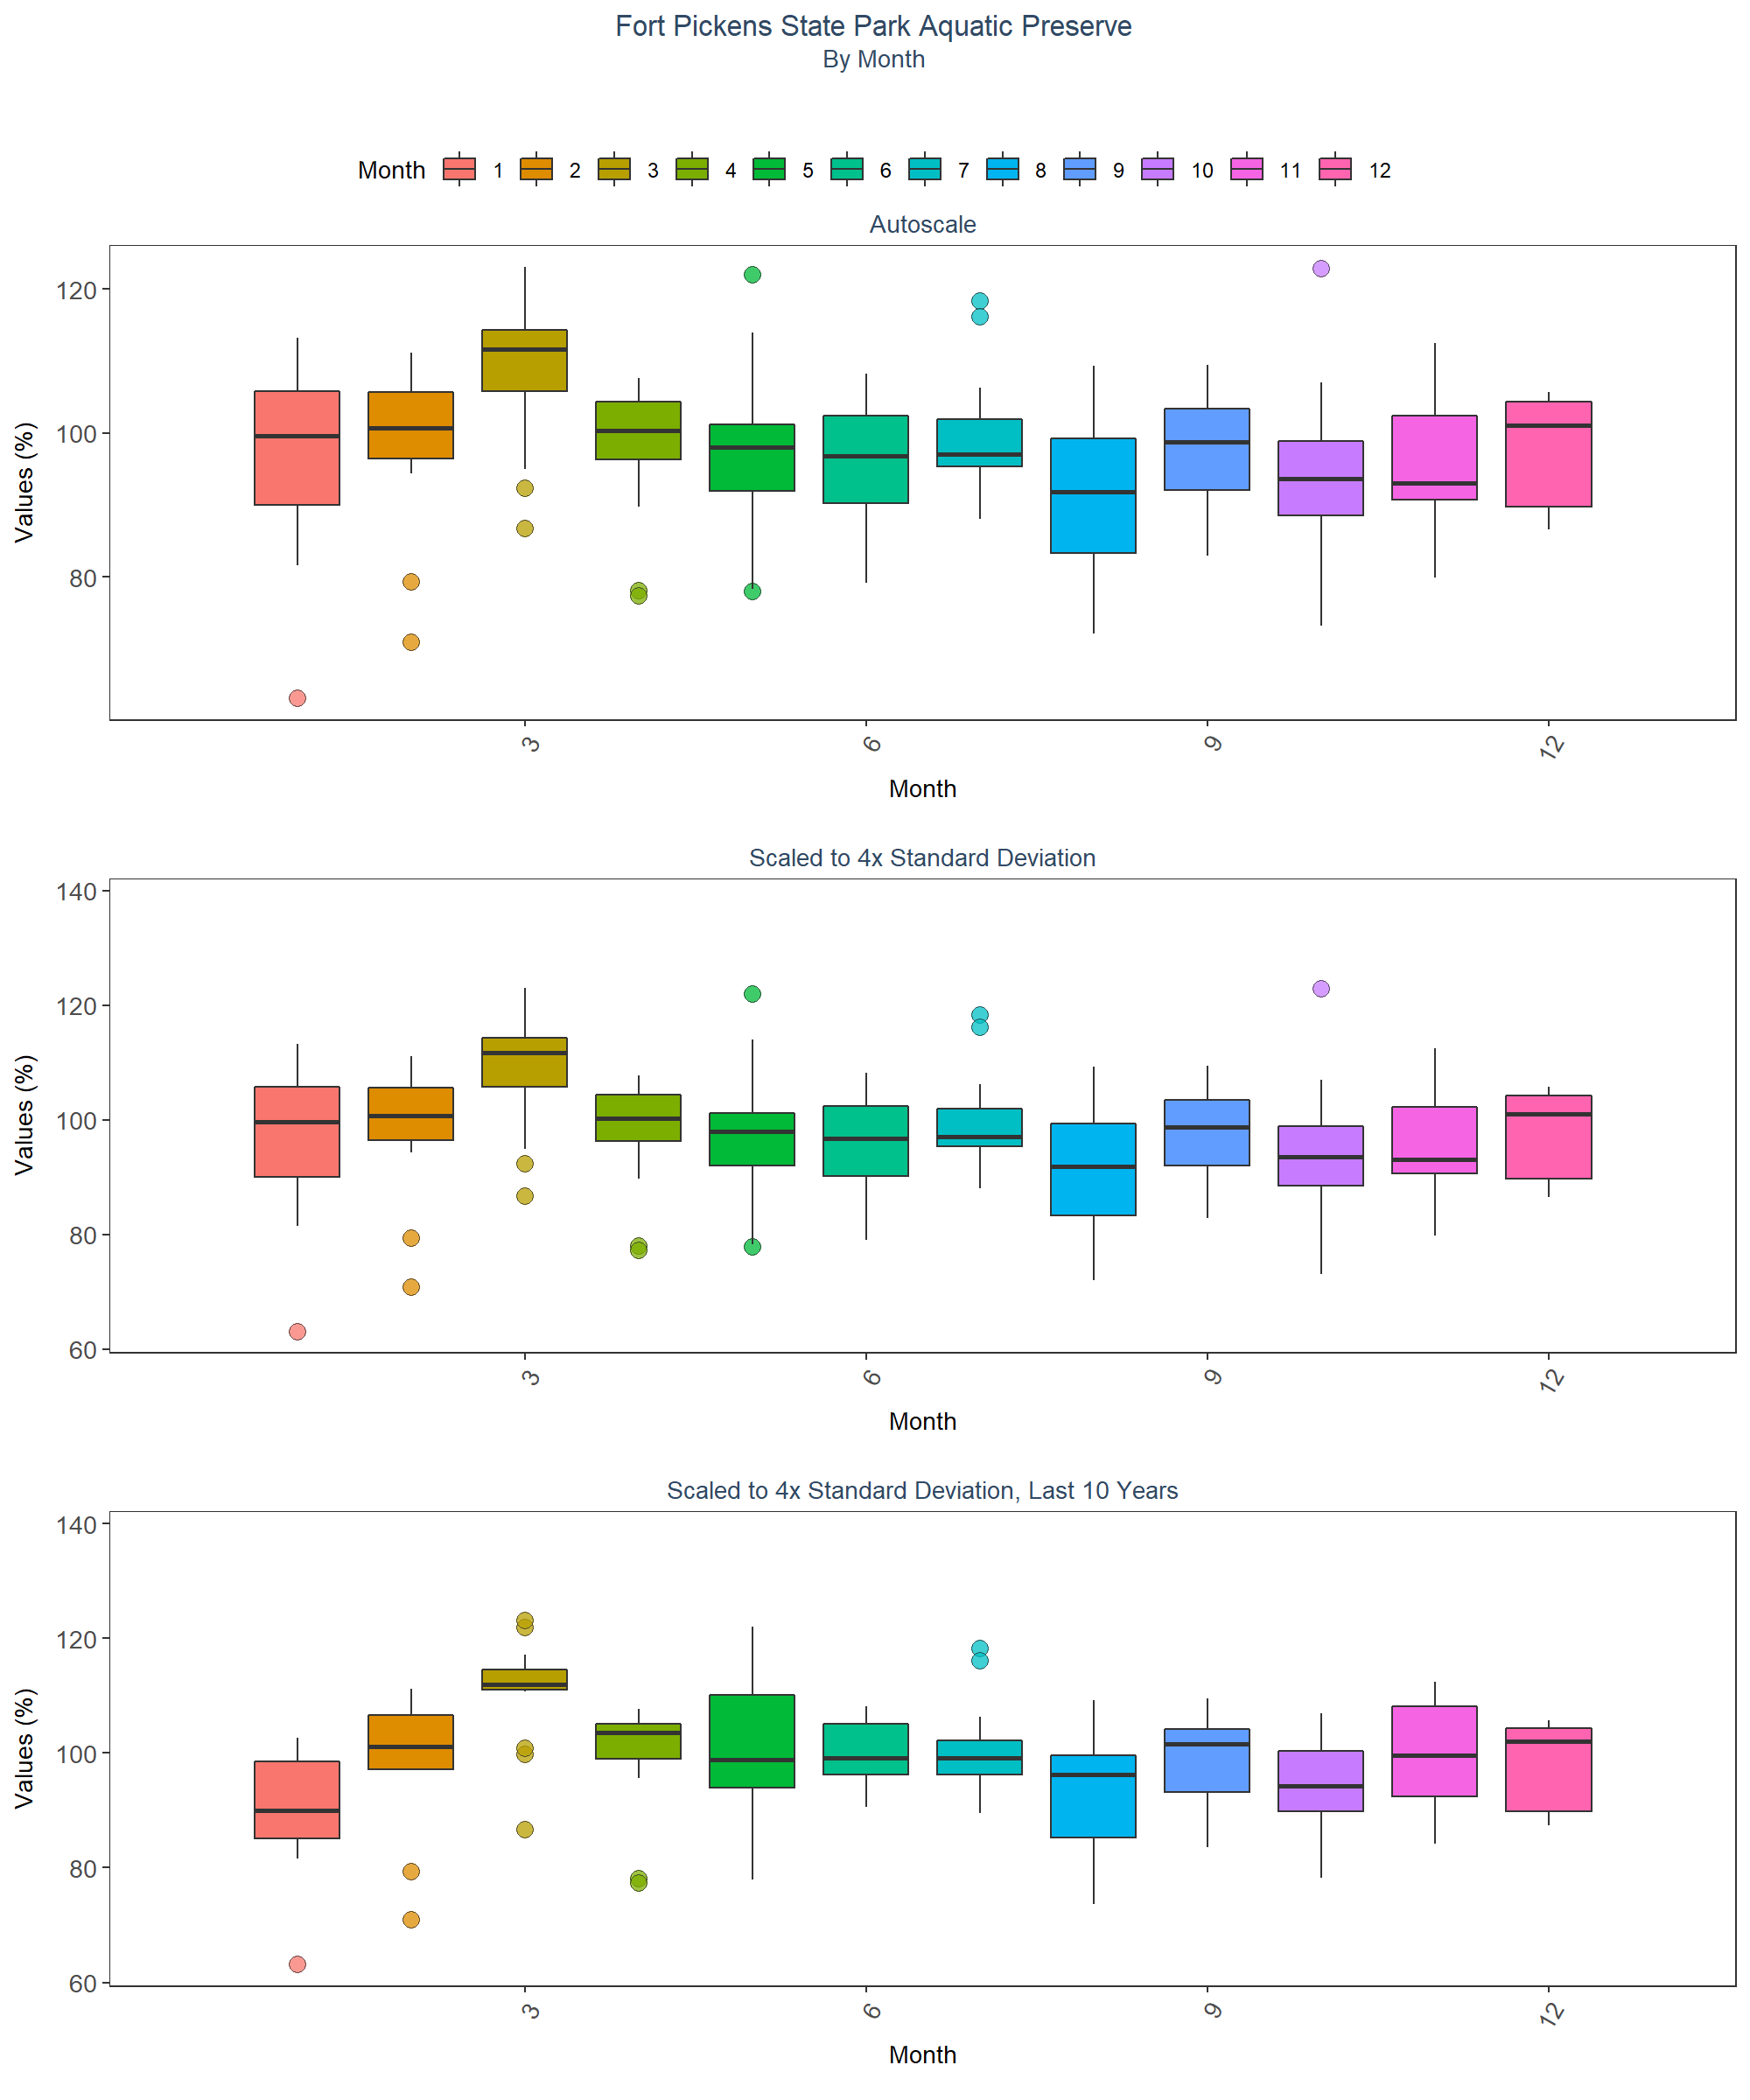 Fort Pickens State Park Aquatic Preserve
By Month
Month 1 2 3 4 5 6 7 8 9 10 11 12
Autoscale
Values (%)
120
100
80
3 6 9 12
Month
Scaled to 4x Standard Deviation
Values (%)
140
120
100
80
60
3 6 9 12
Month
Scaled to 4x Standard Deviation, Last 10 Years
Values (%)
140
120
100
80
60
3 6 9 12
Month